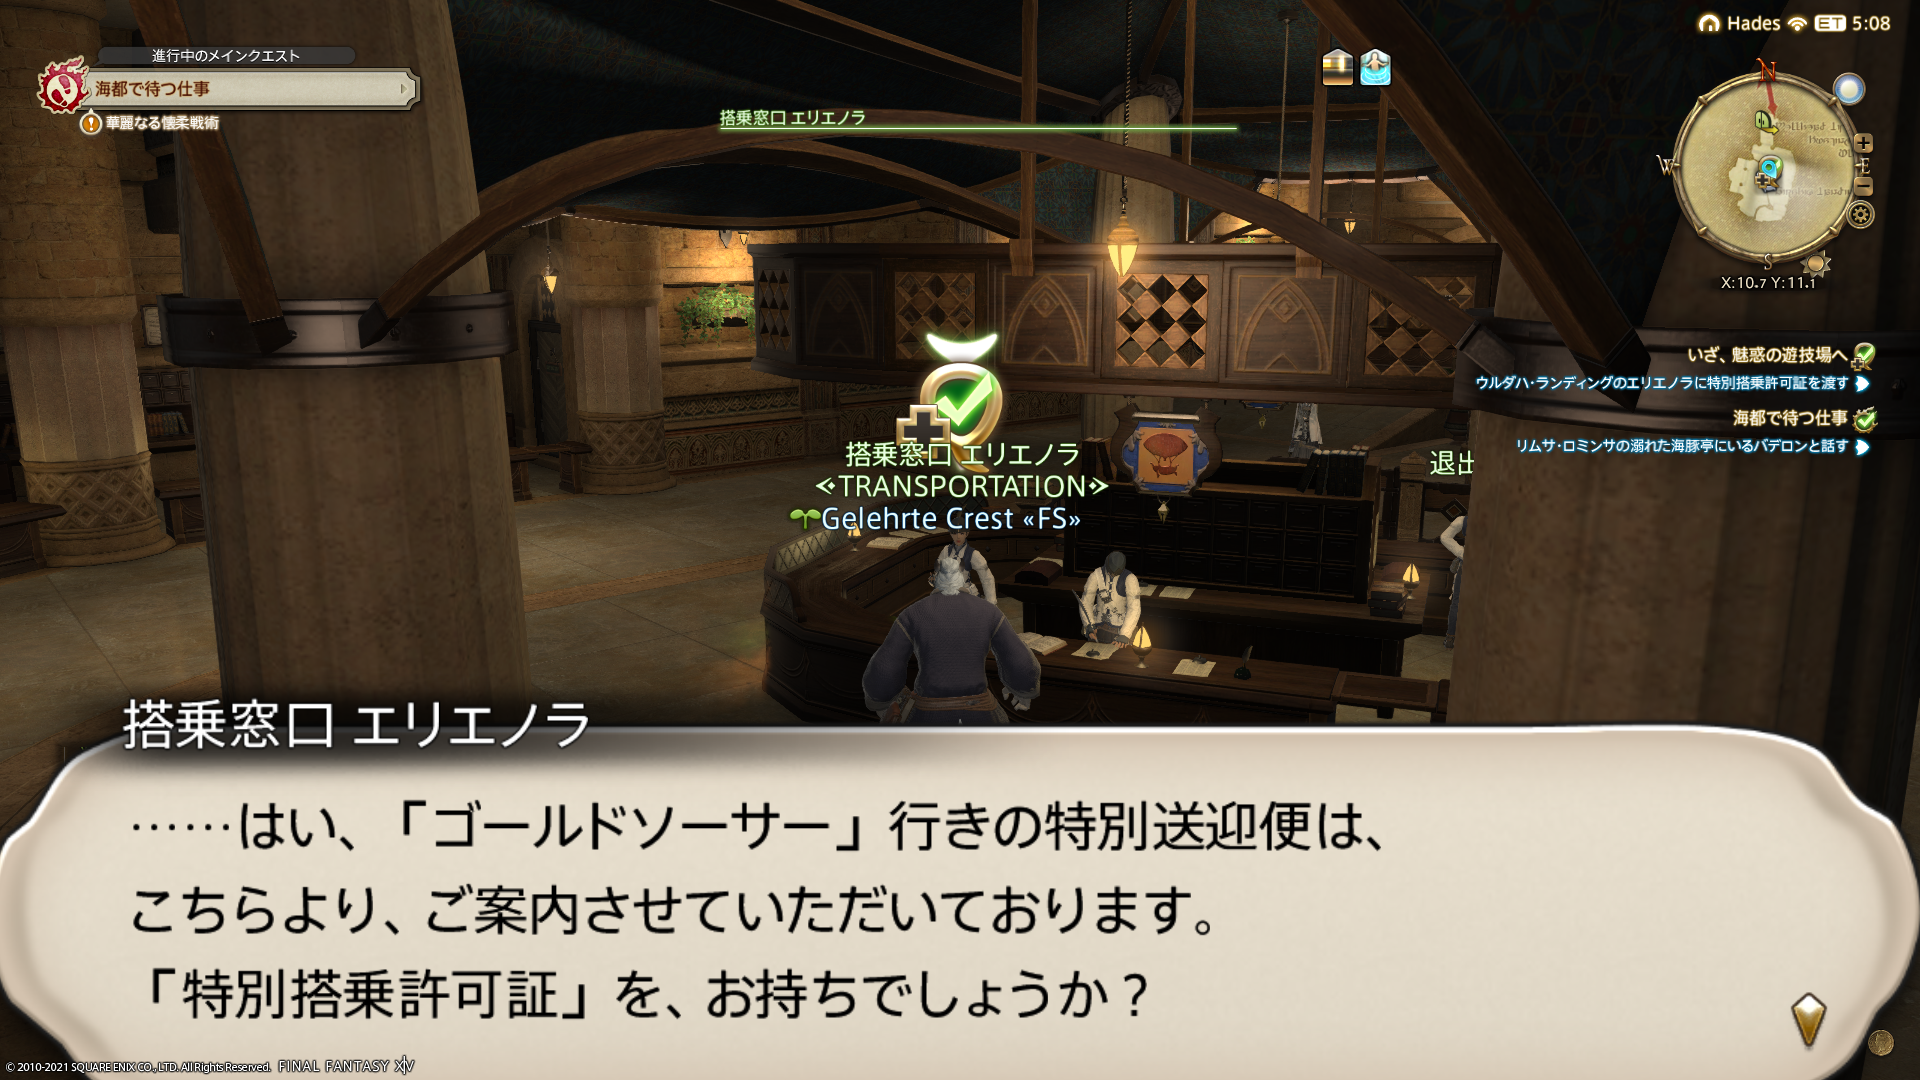 進行中のメインクエスト
海都で待つ仕事
華麗なる懐柔戦術
搭乗窓口 エリエノラ
Hades ET 5:08
N
W
E
S
X:10.7 Y:11.1
いざ、魅惑の遊技場へ
ウルダハ・ランディングのエリエノラに特別搭乗許可証を渡す
海都で待つ仕事
リムサ・ロミンサの溺れた海豚亭にいるバデロンと話す
搭乗窓口 エリエノラ
<TRANSPORTATION>
Gelehrte Crest «FS»
退出
搭乗窓口 エリエノラ
……はい、「ゴールドソーサー」行きの特別送迎便は、
こちらより、ご案内させていただいております。
「特別搭乗許可証」を、お持ちでしょうか？
© 2010-2021 SQUARE ENIX CO., LTD. All Rights Reserved. FINAL FANTASY XIV